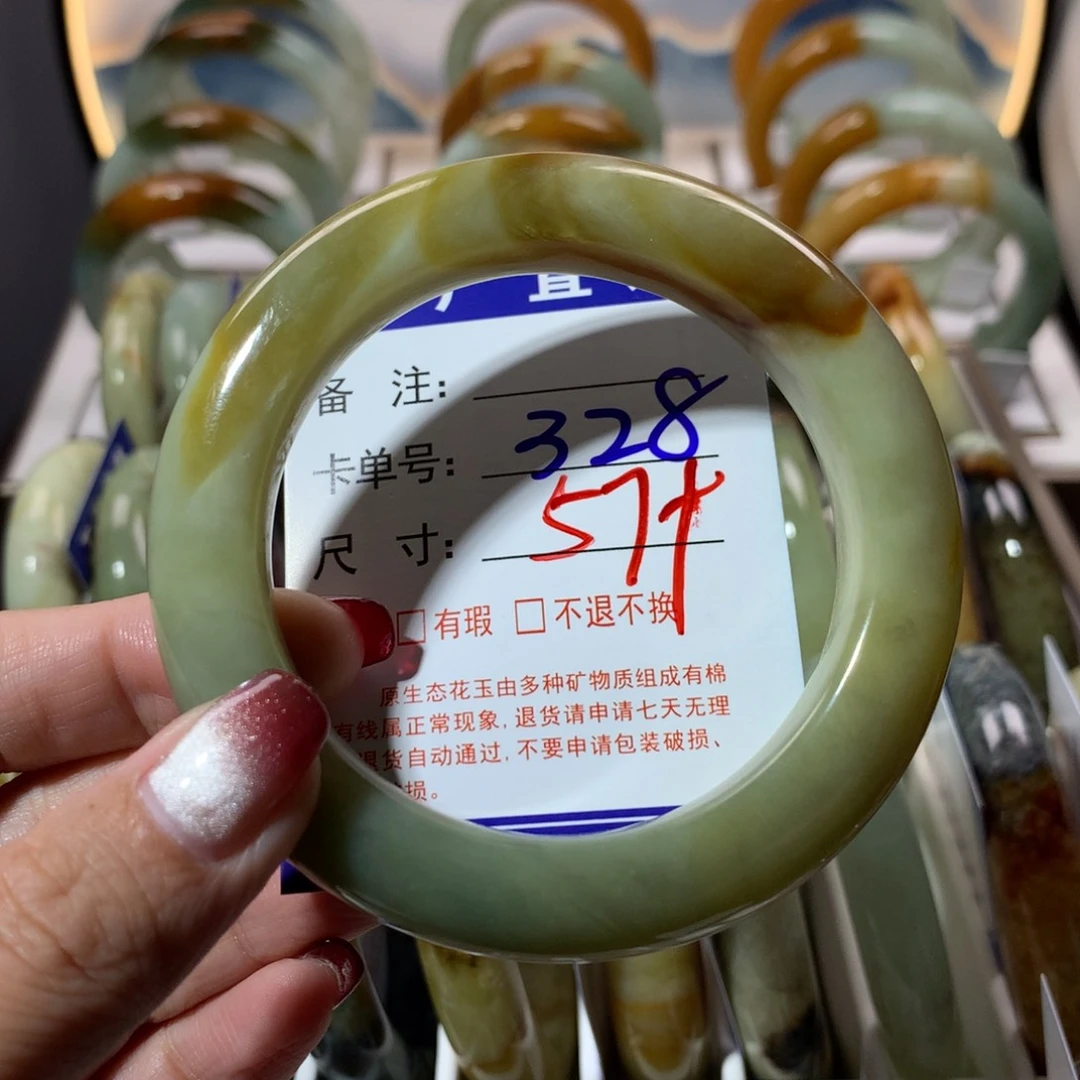 厂直
备 注:
卡单号: 328
尺 寸: 57+
□有瑕 □不退不换
原生态花玉由多种矿物质组成有棉
有线属正常现象,退货请申请七天无理
退货自动通过,不要申请包装破损、
损。